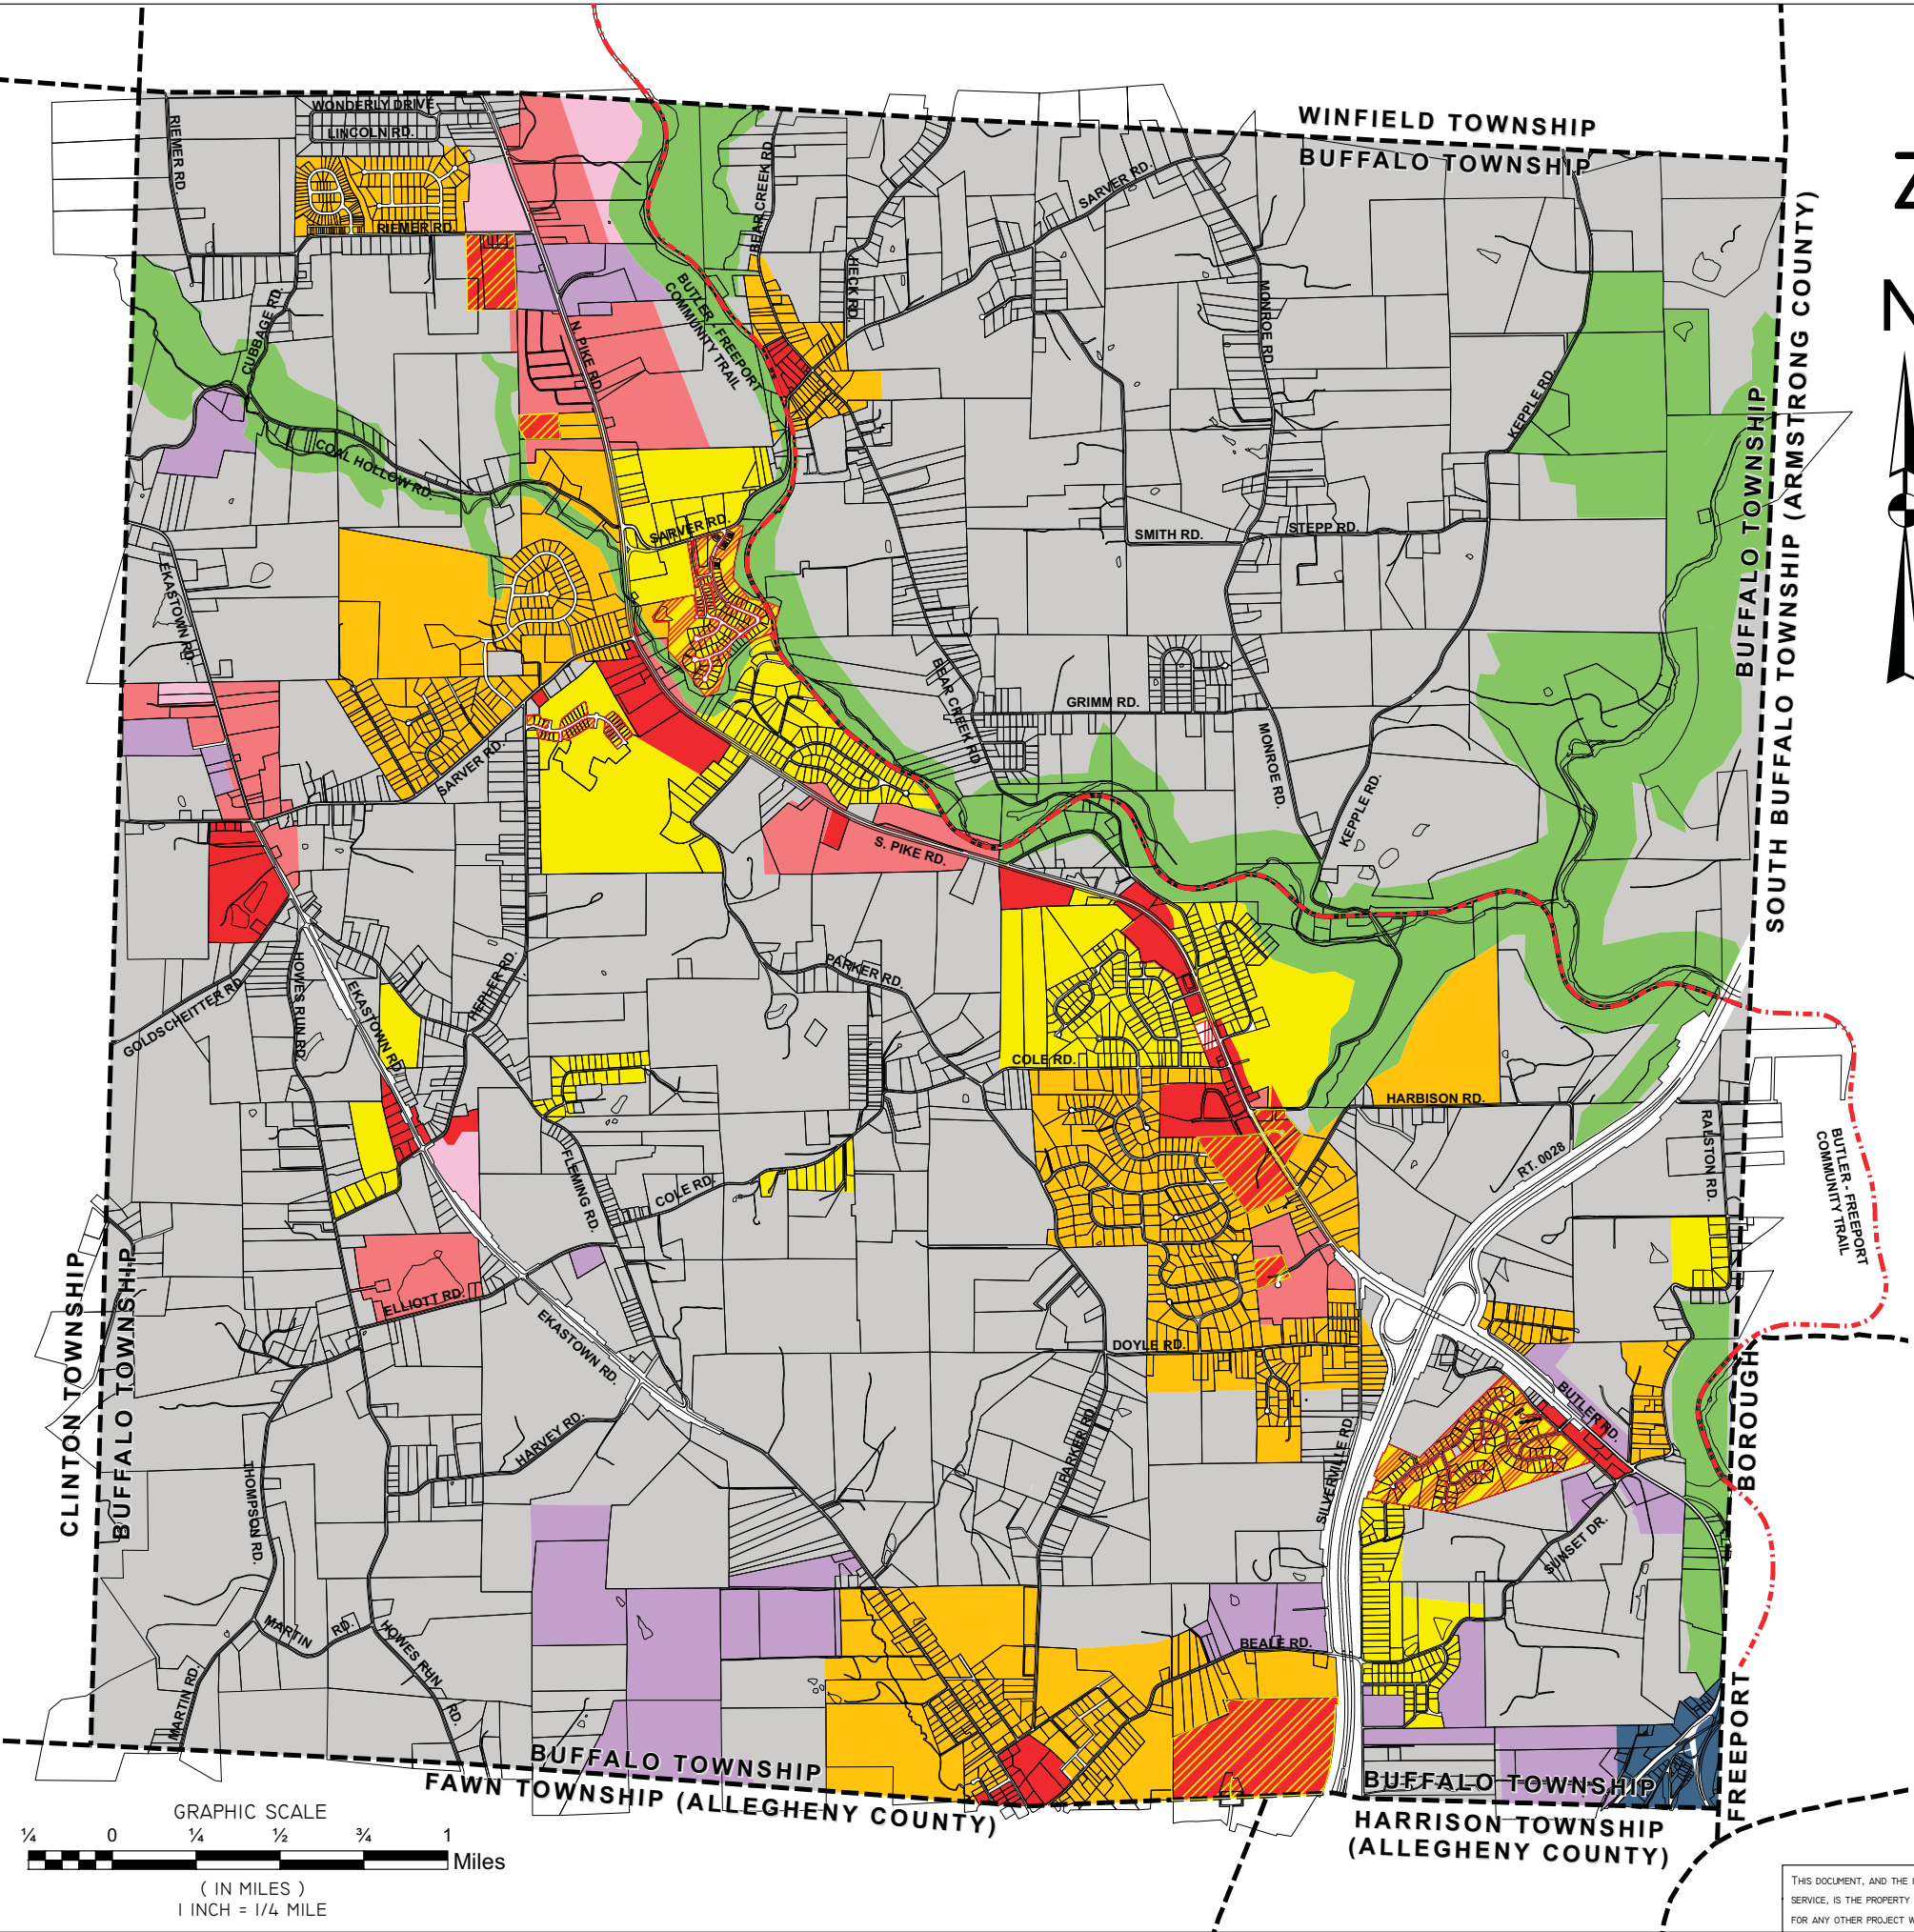 WINFIELD TOWNSHIP
BUFFALO TOWNSHIP
WONDERLY DRIVE
LINCOLN RD.
RIEMER RD.
RIEMER RD.
BEAR CREEK RD.
SARVER RD.
HECK RD.
MONROE RD.
BUTLER - FREEPORT
COMMUNITY TRAIL
CUBBAGE RD.
N. PIKE RD.
KEPPLE RD.
COAL HOLLOW RD.
SARVER RD.
SMITH RD.
STEPP RD.
EKASTOWN RD.
BEAR CREEK RD
GRIMM RD.
MONROE RD.
KEPPLE RD.
SARVER RD.
S. PIKE RD.
BUFFALO TOWNSHIP
SOUTH BUFFALO TOWNSHIP (ARMSTRONG COUNTY)
Z
N
GOLDSCHEITTER RD.
HOWES RUN RD.
EKASTOWN RD.
HEPLER RD.
PARKER RD.
COLE RD.
HARBISON RD.
RALSTON RD.
RT. 0028
BUTLER - FREEPORT
COMMUNITY TRAIL
FLEMING RD.
COLE RD.
ELLIOTT RD.
EKASTOWN RD.
DOYLE RD.
CLINTON TOWNSHIP
BUFFALO TOWNSHIP
HARVEY RD.
THOMPSON RD.
PARKER RD.
SILVERVILLE RD.
BUTLER RD.
SUNSET DR.
FREEPORT BOROUGH
MARTIN RD.
MARTIN RD.
HOWES RUN RD.
BEALE RD.
BUFFALO TOWNSHIP
FAWN TOWNSHIP (ALLEGHENY COUNTY)
BUFFALO TOWNSHIP
HARRISON TOWNSHIP
(ALLEGHENY COUNTY)
GRAPHIC SCALE
¼ 0 ¼ ½ ¾ 1
Miles
( IN MILES )
1 INCH = 1/4 MILE
THIS DOCUMENT, AND THE
SERVICE, IS THE PROPERTY
FOR ANY OTHER PROJECT